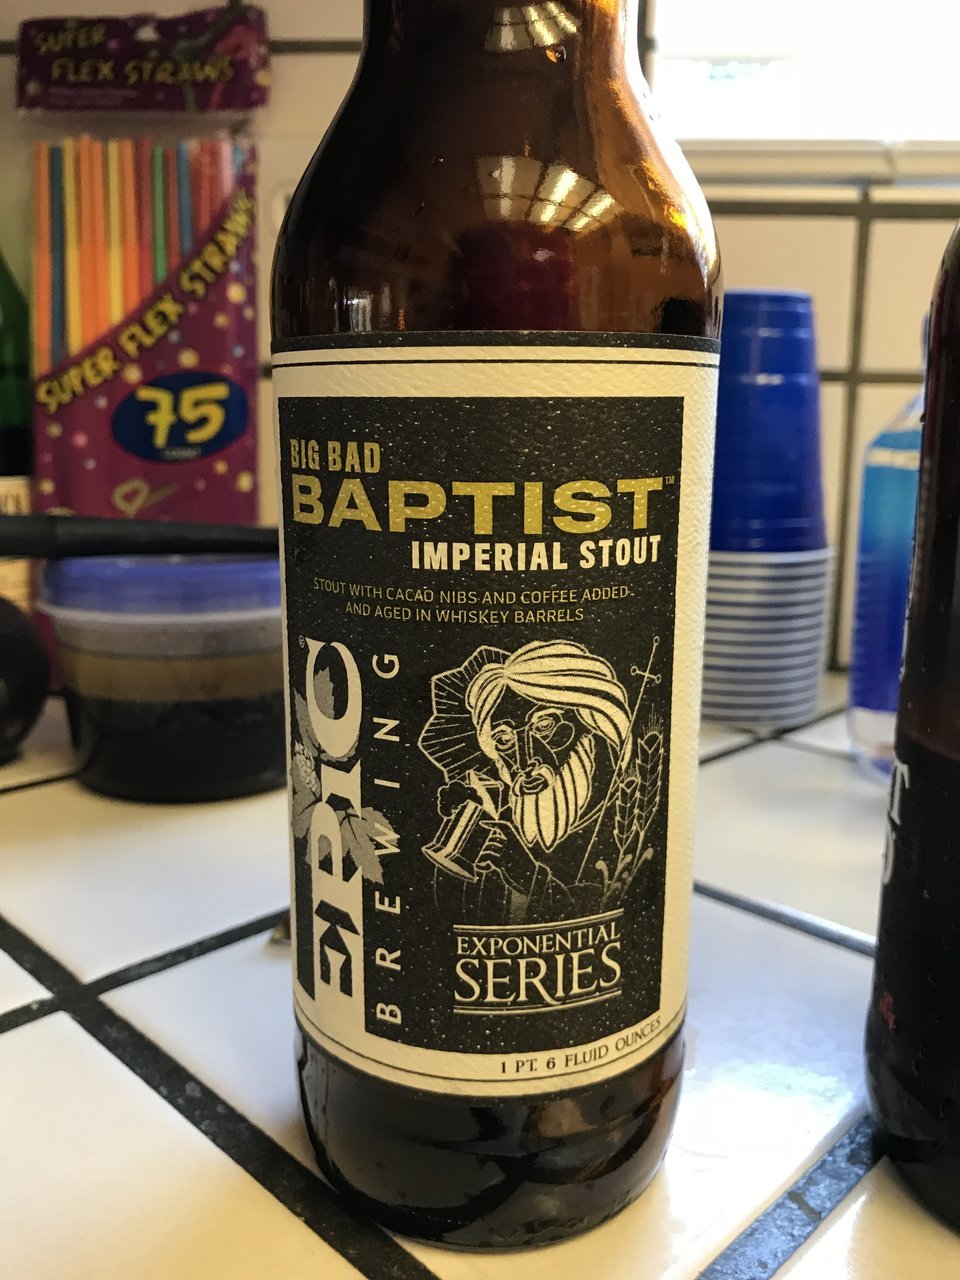 SUPER
FLEX STRAWS
SUPER FLEX STRAWS
75
BIG BAD
BAPTIST™
IMPERIAL STOUT
STOUT WITH CACAO NIBS AND COFFEE ADDED
AND AGED IN WHISKEY BARRELS
EPIC
BREWING
EXPONENTIAL
SERIES
1 PT. 6 FLUID OUNCES